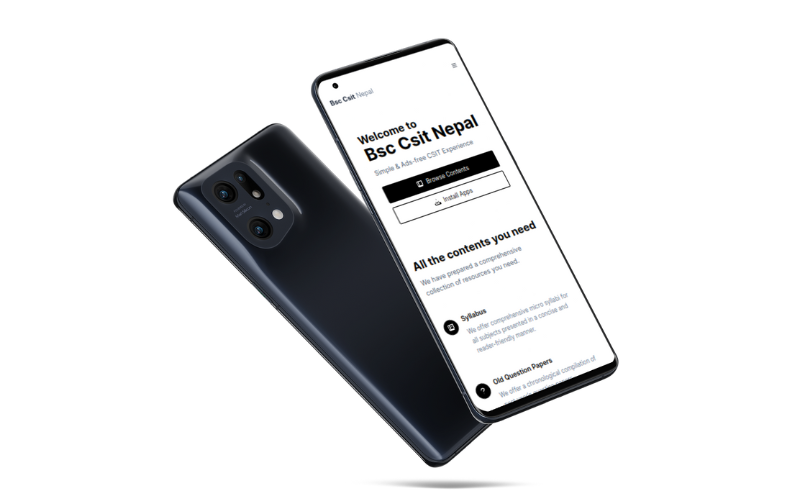 Bsc Csit Nepal
Welcome to
Bsc Csit Nepal
Simple & Ads-free CSIT Experience
Browse Contents
Install Apps
All the contents you need
We have prepared a comprehensive
collection of resources you need.
Syllabus
We offer comprehensive micro syllabi for
all subjects presented in a concise and
reader-friendly manner.
Old Question Papers
We offer a chronological compilation of